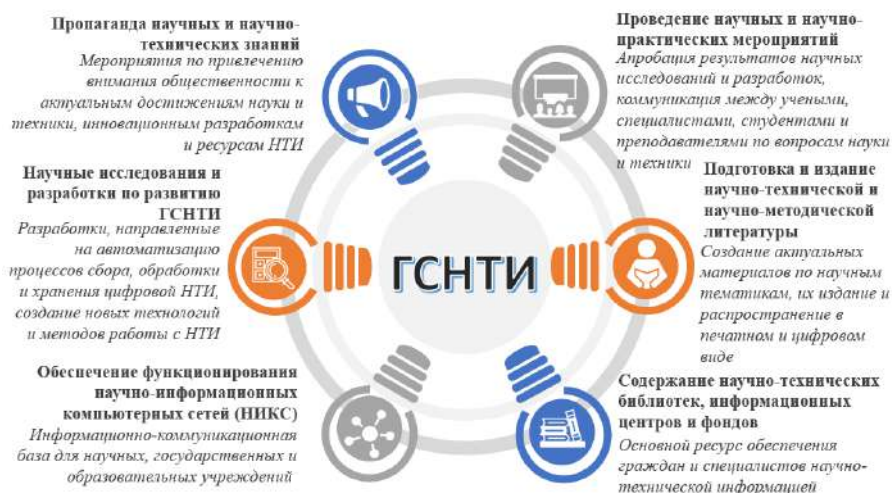 Пропаганда научных и научно-
технических знаний
Мероприятия по привлечению
внимания общественности к
актуальным достижениям науки и
техники, инновационным разработкам
и ресурсам НТИ
Проведение научных и научно-
практических мероприятий
Апробация результатов научных
исследований и разработок,
коммуникация между учеными,
специалистами, студентами и
преподавателями по вопросам науки
и техники
Научные исследования и
разработки по развитию
ГСНТИ
Разработки, направленные
на автоматизацию
процессов сбора, обработки
и хранения цифровой НТИ,
создание новых технологий
и методов работы с НТИ
ГСНТИ
Подготовка и издание
научно-технической и
научно-методической
литературы
Создание актуальных
материалов по научным
тематикам, их издание и
распространение в
печатном и цифровом
виде
Обеспечение функционирования
научно-информационных
компьютерных сетей (НИКС)
Информационно-коммуникационная
база для научных, государственных и
образовательных учреждений
Содержание научно-технических
библиотек, информационных
центров и фондов
Основной ресурс обеспечения
граждан и специалистов научно-
технической информацией